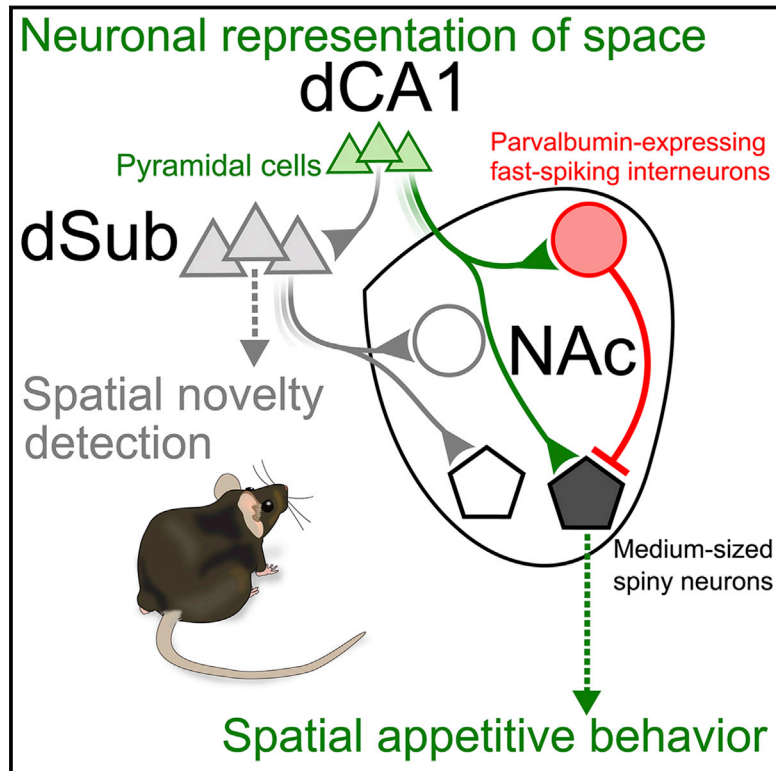 Neuronal representation of space
dCA1
Pyramidal cells
Parvalbumin-expressing
fast-spiking interneurons
dSub
NAc
Spatial novelty
detection
Medium-sized
spiny neurons
Spatial appetitive behavior